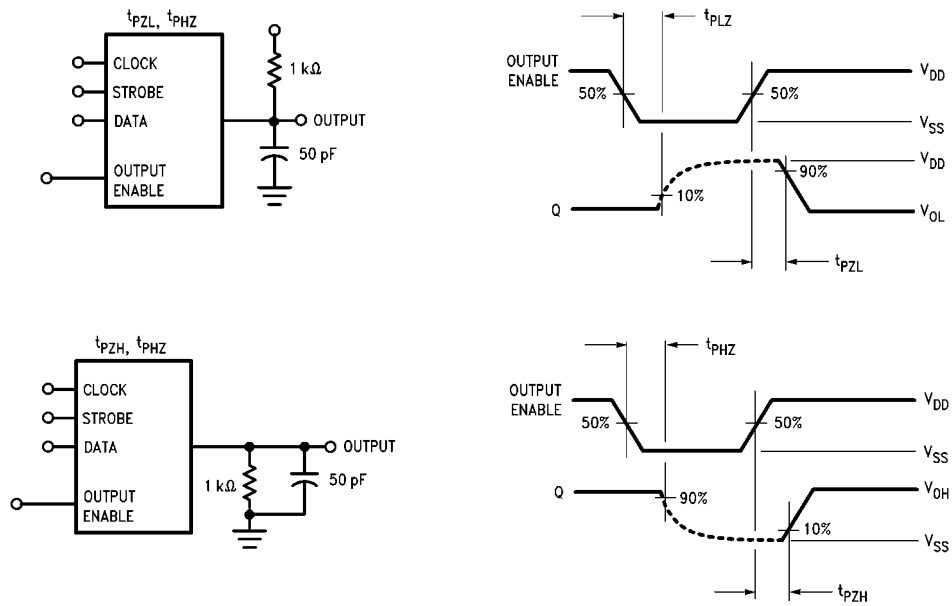 tPZL, tPHZ
CLOCK
STROBE
DATA
OUTPUT
ENABLE
1 kΩ
OUTPUT
50 pF
tPLZ
OUTPUT
ENABLE
50%
50%
VDD
VSS
VDD
90%
10%
Q
VOL
tPZL
tPZH, tPHZ
CLOCK
STROBE
DATA
OUTPUT
ENABLE
OUTPUT
1 kΩ
50 pF
tPHZ
OUTPUT
ENABLE
50%
50%
VDD
VSS
Q
90%
VOH
10%
VSS
tPZH